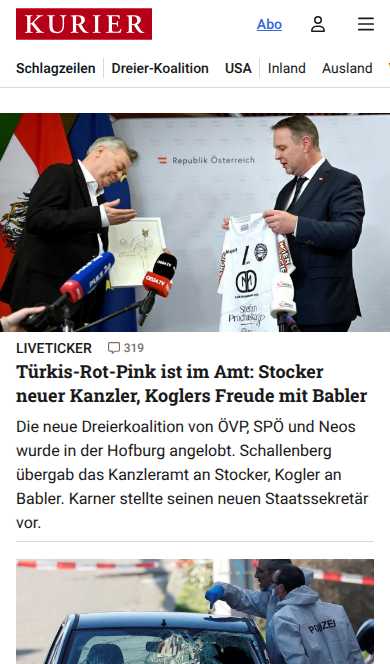 KURIER
Abo
Schlagzeilen Dreier-Koalition USA Inland Ausland
Republik Österreich
LIVETICKER 319
Türkis-Rot-Pink ist im Amt: Stocker
neuer Kanzler, Koglers Freude mit Babler
Die neue Dreierkoalition von ÖVP, SPÖ und Neos
wurde in der Hofburg angelobt. Schallenberg
übergab das Kanzleramt an Stocker, Kogler an
Babler. Karner stellte seinen neuen Staatssekretär
vor.
POLIZEI